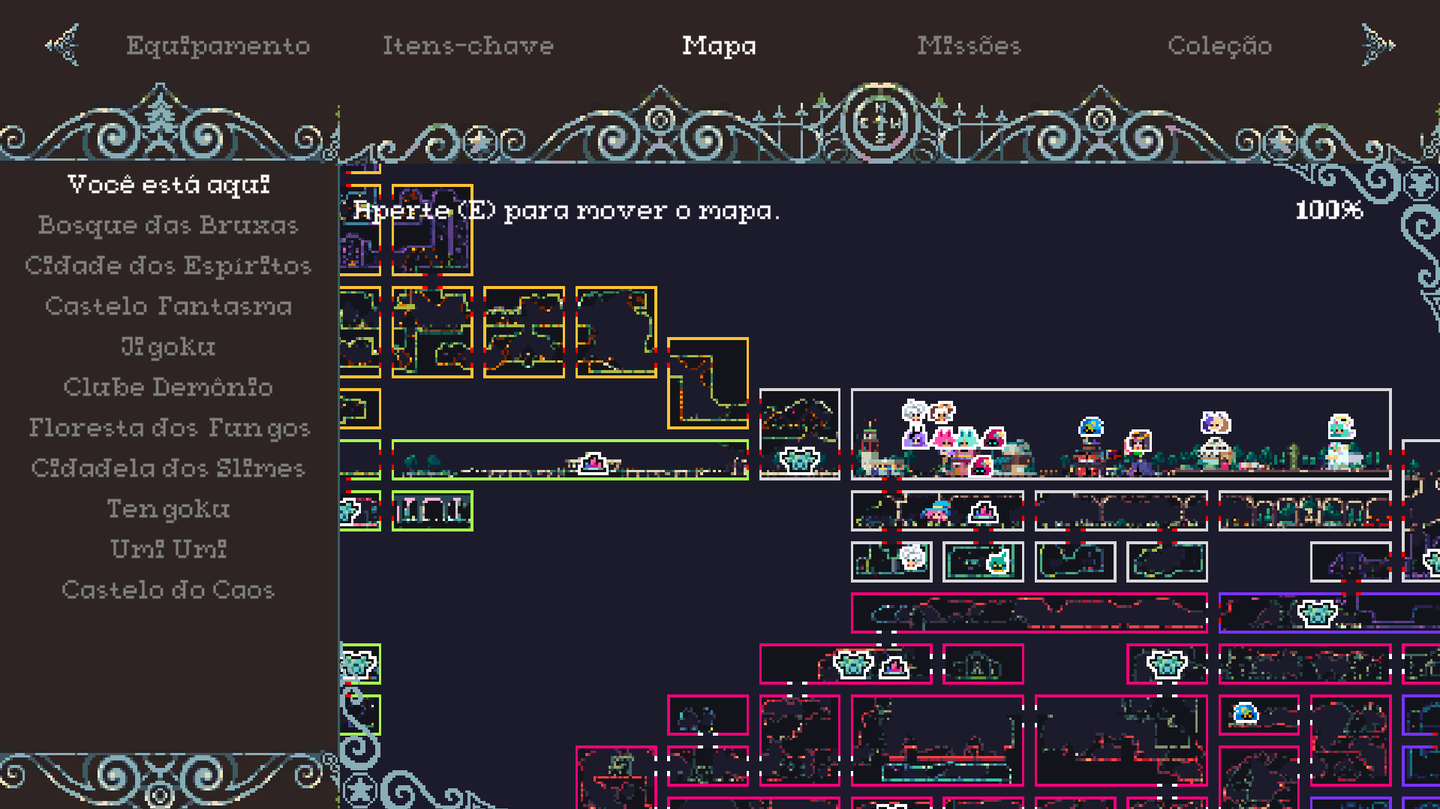 Equipamento
Itens-chave
Mapa
Missões
Coleção
Você está aqui
Bosque das Bruxas
Cidade dos Espíritos
Castelo Fantasma
Jigoku
Clube Demônio
Floresta dos Fungos
Cidadela dos Slimes
Tengoku
Umi Umi
Castelo do Caos
Aperte (E) para mover o mapa.
100%